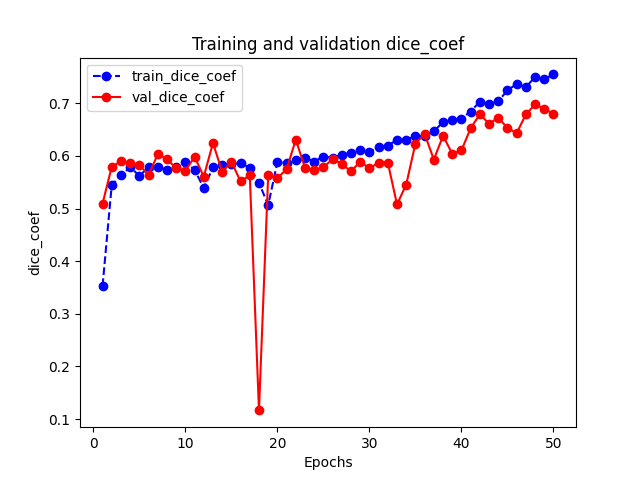 Training and validation dice_coef
train_dice_coef
val_dice_coef
dice_coef
0.7
0.6
0.5
0.4
0.3
0.2
0.1
0 10 20 30 40 50
Epochs